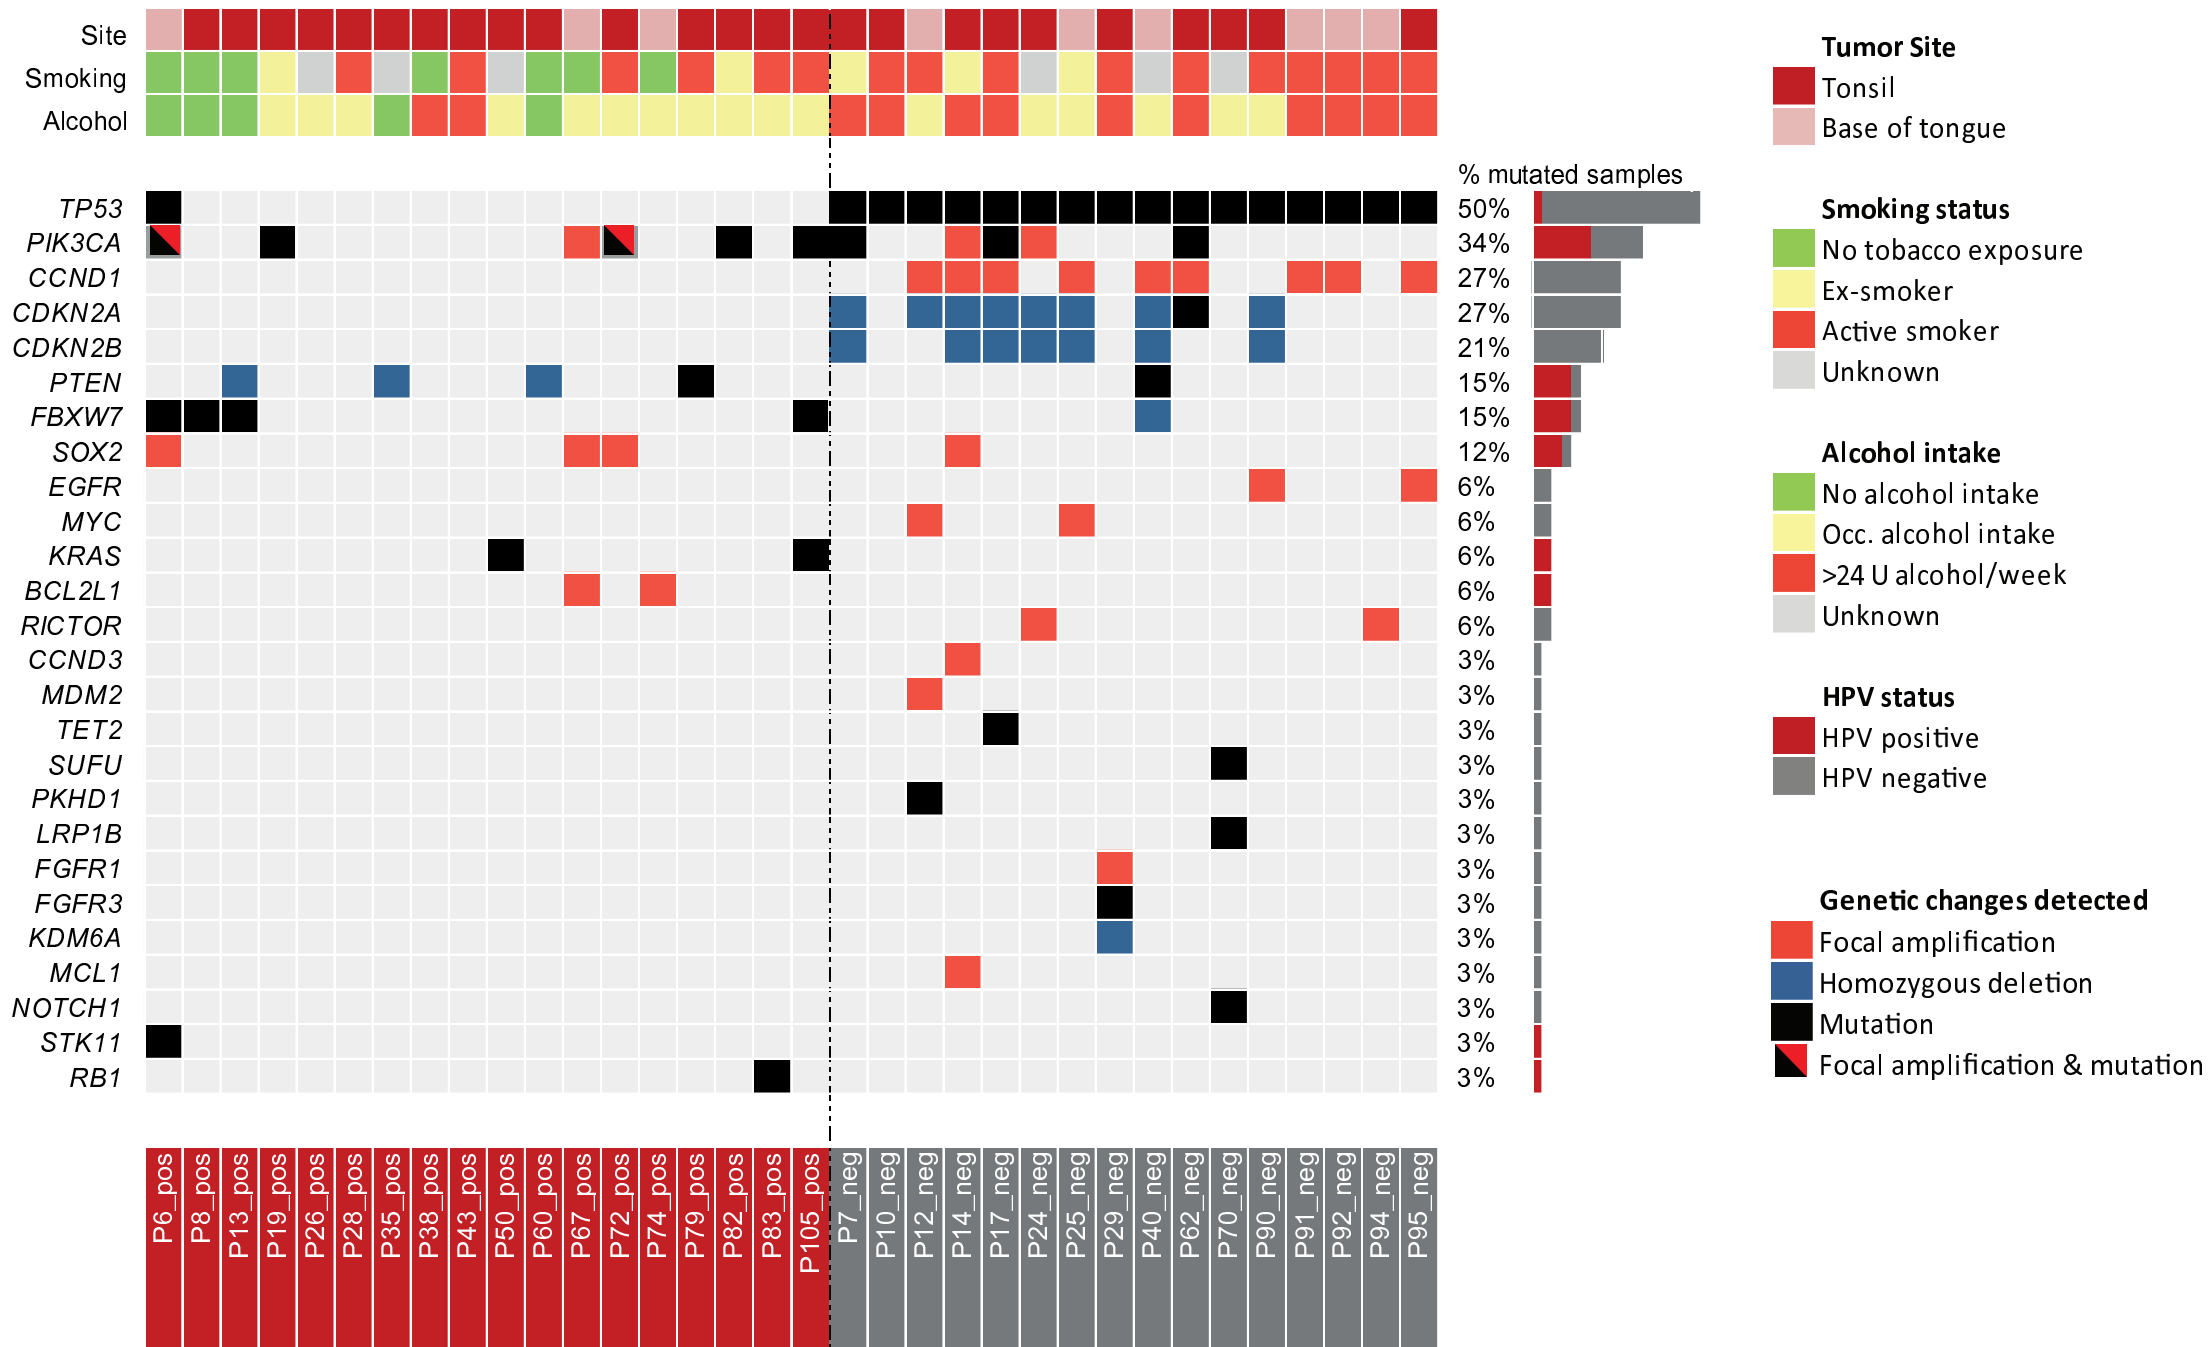 Site
Smoking
Alcohol
% mutated samples
TP53 50%
PIK3CA 34%
CCND1 27%
CDKN2A 27%
CDKN2B 21%
PTEN 15%
FBXW7 15%
SOX2 12%
EGFR 6%
MYC 6%
KRAS 6%
BCL2L1 6%
RICTOR 6%
CCND3 3%
MDM2 3%
TET2 3%
SUFU 3%
PKHD1 3%
LRP1B 3%
FGFR1 3%
FGFR3 3%
KDM6A 3%
MCL1 3%
NOTCH1 3%
STK11 3%
RB1 3%
P6_pos
P8_pos
P13_pos
P19_pos
P26_pos
P28_pos
P35_pos
P38_pos
P43_pos
P50_pos
P60_pos
P67_pos
P72_pos
P74_pos
P79_pos
P82_pos
P83_pos
P105_pos
P7_neg
P10_neg
P12_neg
P14_neg
P17_neg
P24_neg
P25_neg
P29_neg
P40_neg
P62_neg
P70_neg
P90_neg
P91_neg
P92_neg
P94_neg
P95_neg
Tumor Site
Tonsil
Base of tongue
Smoking status
No tobacco exposure
Ex-smoker
Active smoker
Unknown
Alcohol intake
No alcohol intake
Occ. alcohol intake
>24 U alcohol/week
Unknown
HPV status
HPV positive
HPV negative
Genetic changes detected
Focal amplification
Homozygous deletion
Mutation
Focal amplification & mutation